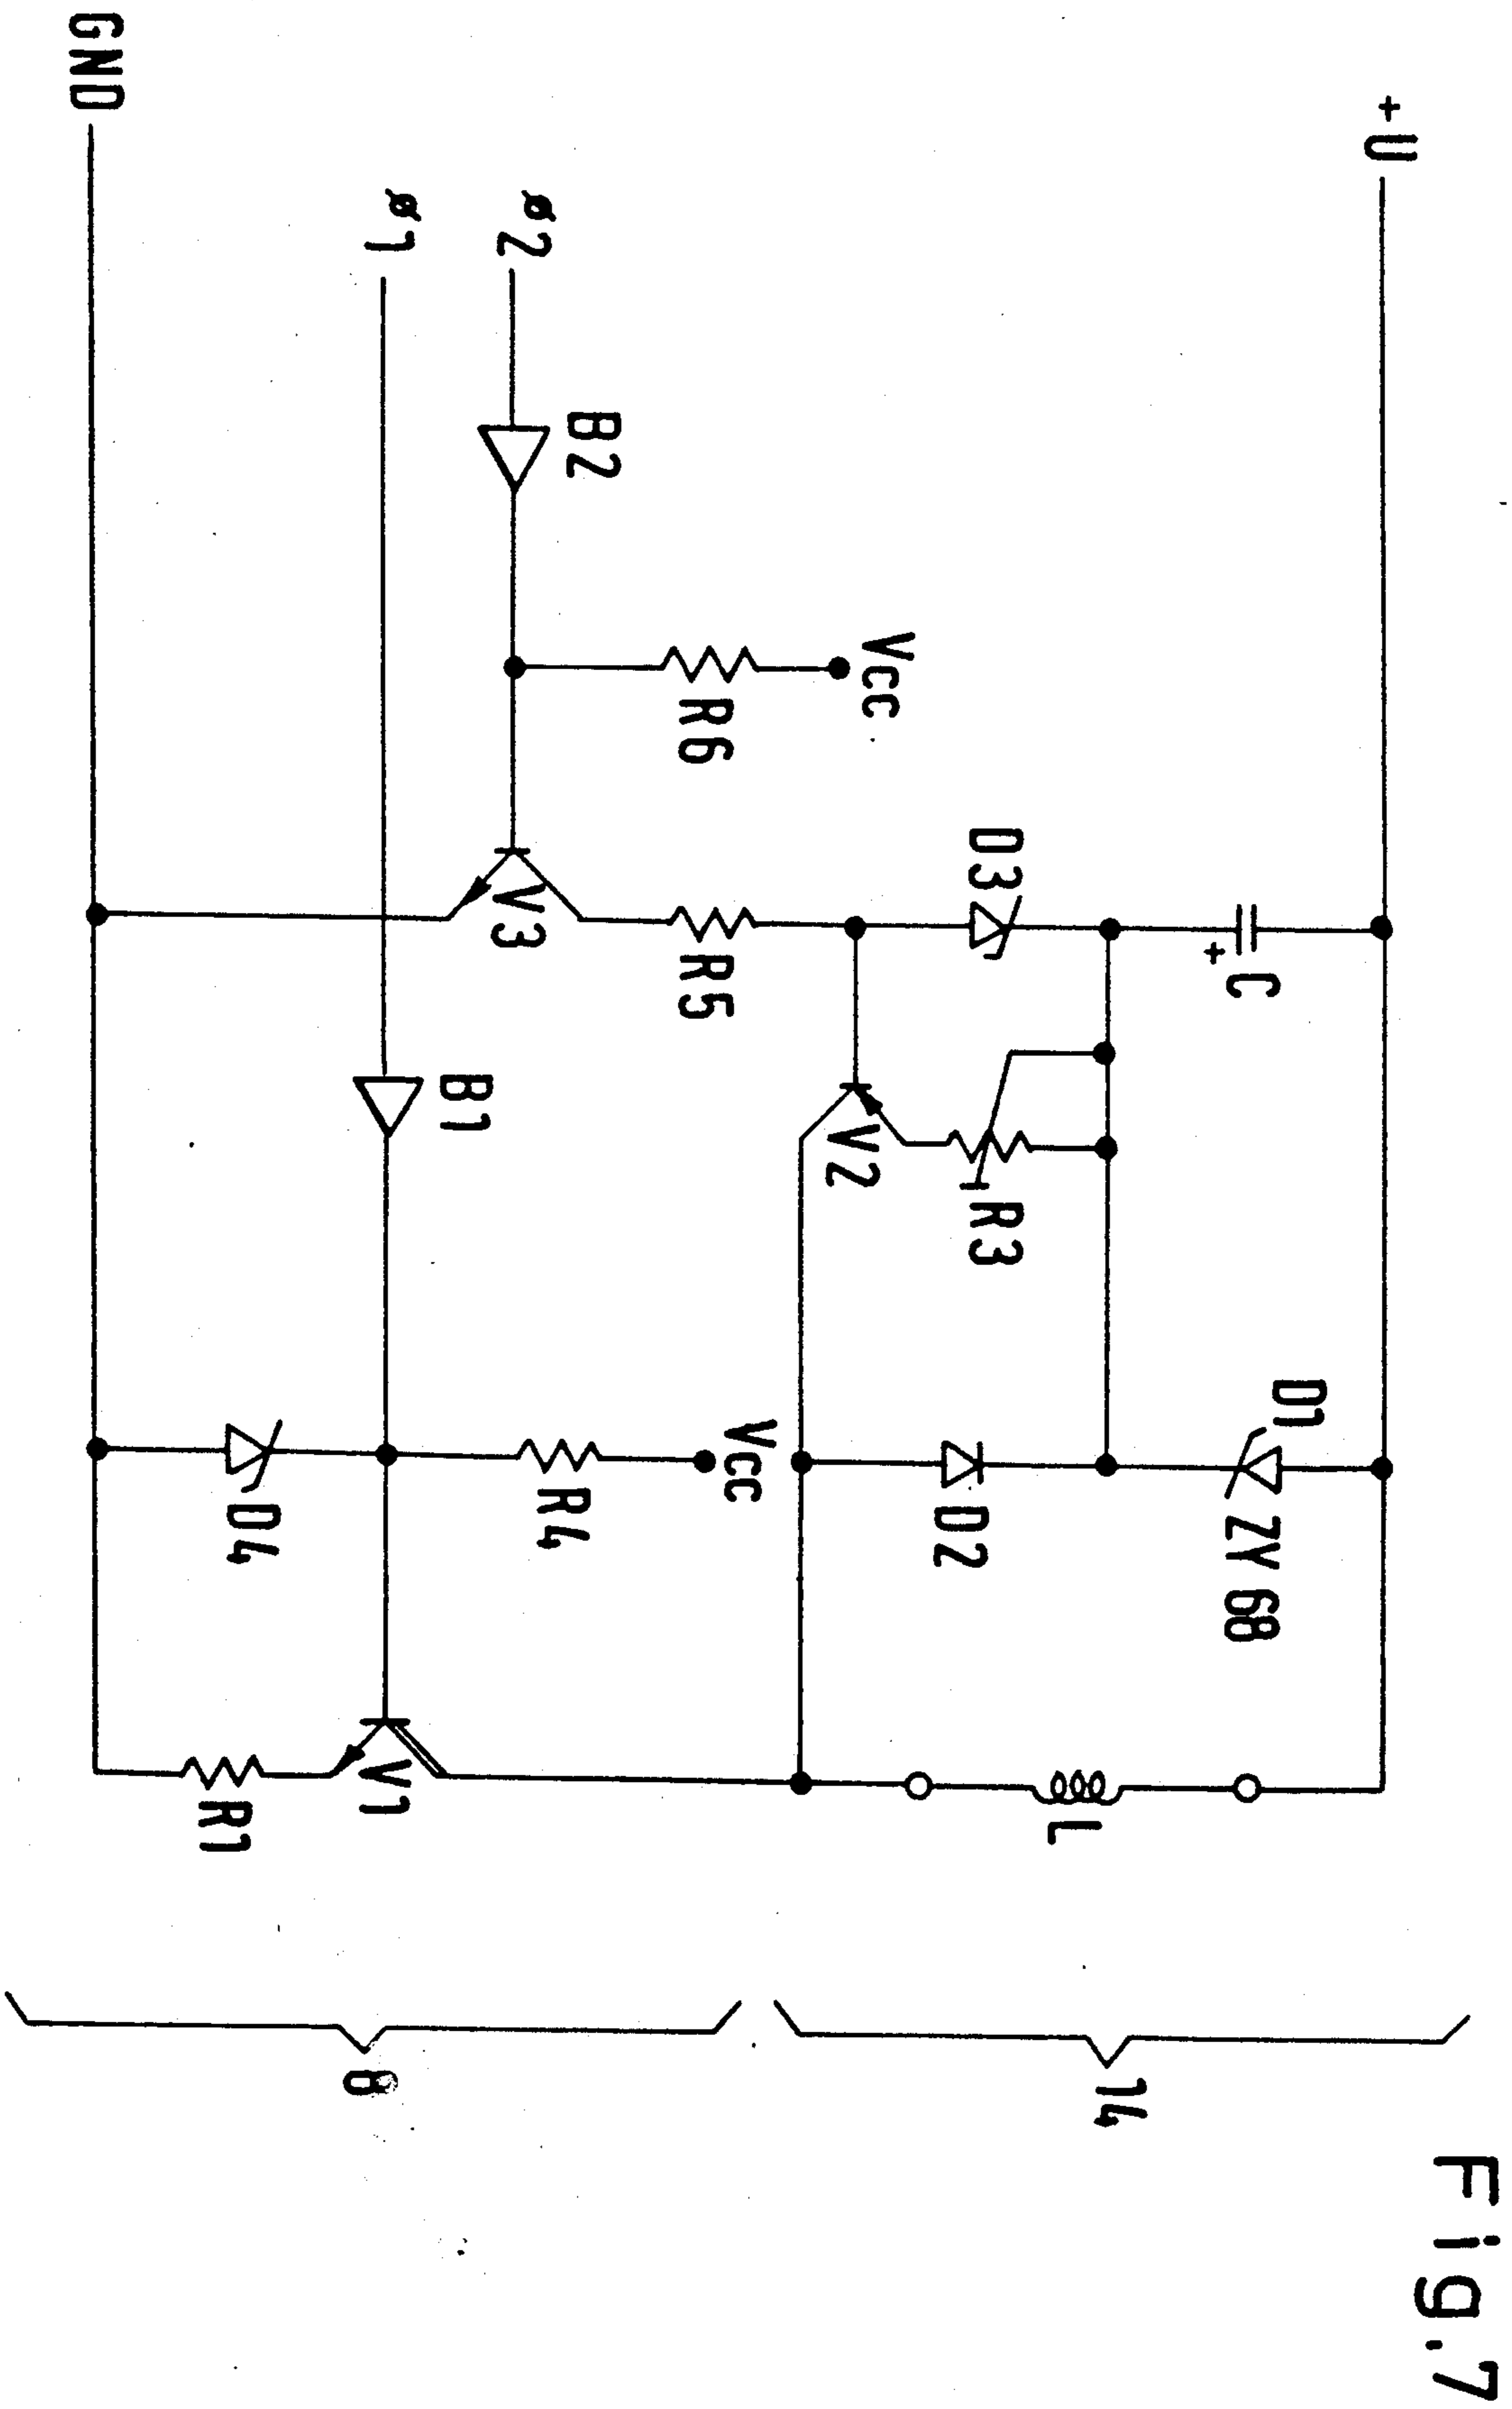 Fig.7
+U
D1
ZY 68
C
+
L
14
D3
R3
D2
Vcc
V2
R6
R5
Vcc
B2
R4
ø2
V3
B1
ø1
V1
8
D4
R1
GND